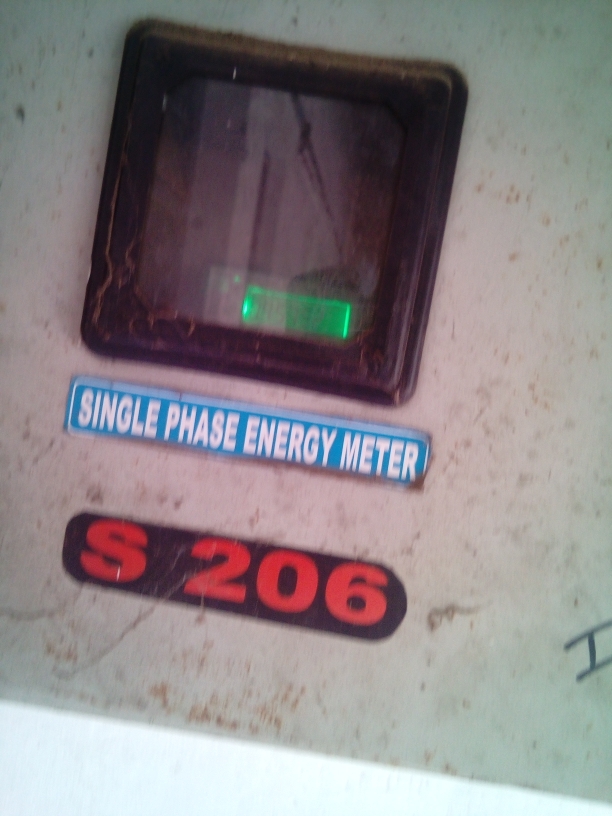 SINGLE PHASE ENERGY METER
S 206